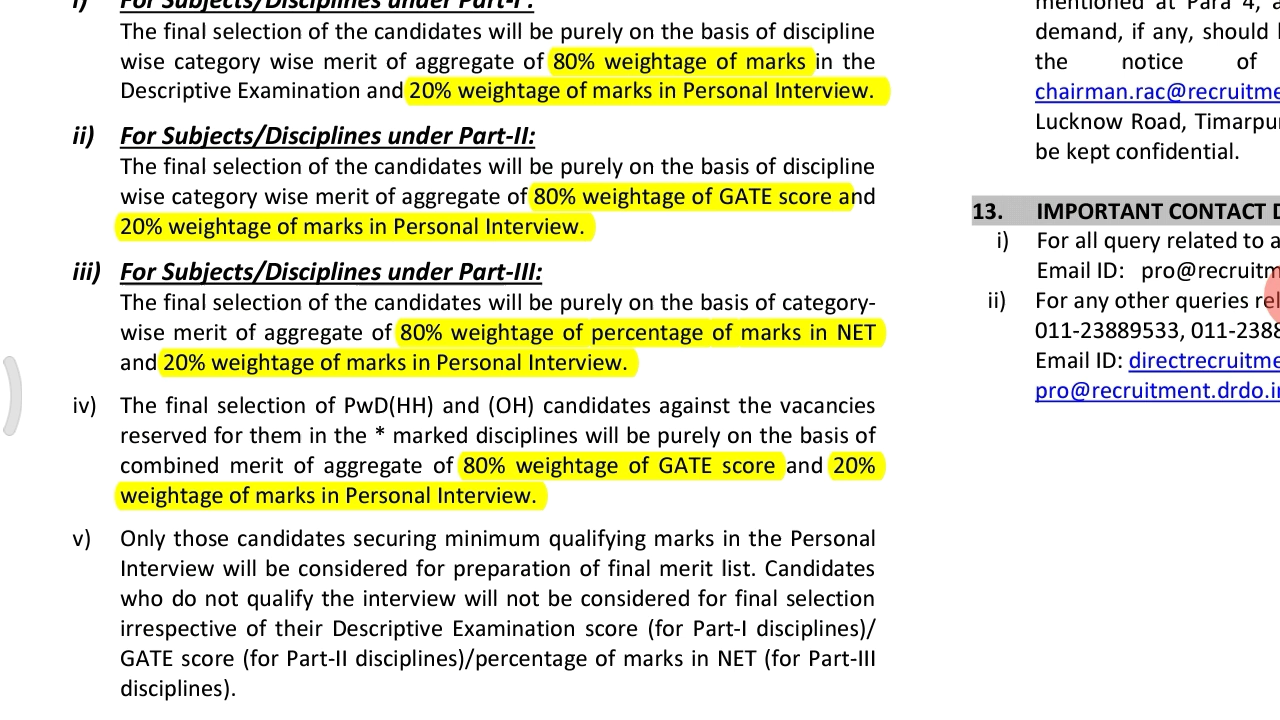 i) For Subjects/Disciplines under Part-I :
The final selection of the candidates will be purely on the basis of discipline
wise category wise merit of aggregate of 80% weightage of marks in the
Descriptive Examination and 20% weightage of marks in Personal Interview.
ii) For Subjects/Disciplines under Part-II:
The final selection of the candidates will be purely on the basis of discipline
wise category wise merit of aggregate of 80% weightage of GATE score and
20% weightage of marks in Personal Interview.
iii) For Subjects/Disciplines under Part-III:
The final selection of the candidates will be purely on the basis of category-
wise merit of aggregate of 80% weightage of percentage of marks in NET
and 20% weightage of marks in Personal Interview.
iv) The final selection of PwD(HH) and (OH) candidates against the vacancies
reserved for them in the * marked disciplines will be purely on the basis of
combined merit of aggregate of 80% weightage of GATE score and 20%
weightage of marks in Personal Interview.
v) Only those candidates securing minimum qualifying marks in the Personal
Interview will be considered for preparation of final merit list. Candidates
who do not qualify the interview will not be considered for final selection
irrespective of their Descriptive Examination score (for Part-I disciplines)/
GATE score (for Part-II disciplines)/percentage of marks in NET (for Part-III
disciplines).
mentioned at Para 4, a
demand, if any, should
the notice of
chairman.rac@recruitme
Lucknow Road, Timarpu
be kept confidential.
13. IMPORTANT CONTACT D
i) For all query related to a
Email ID: pro@recruitm
ii) For any other queries rel
011-23889533, 011-2388
Email ID: directrecruitme
pro@recruitment.drdo.i